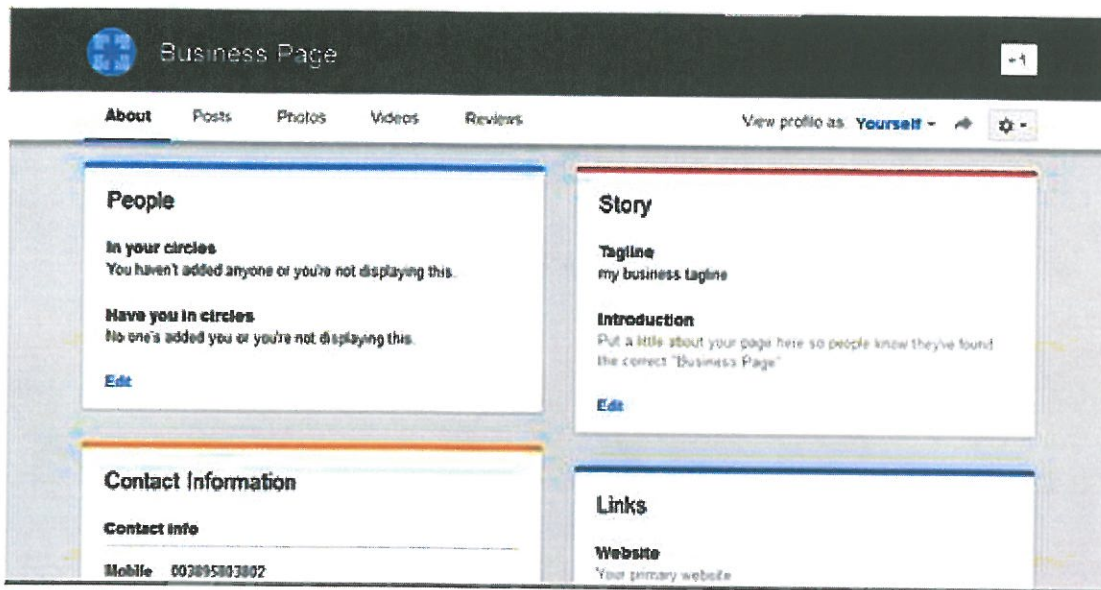 Business Page
+1
About Posts Photos Videos Reviews View profile as: Yourself
People
In your circles
You haven't added anyone or you're not displaying this.
Have you in circles
No one's added you or you're not displaying this.
Edit
Story
Tagline
my business tagline
Introduction
Put a little about your page here so people know they've found
the correct "Business Page"
Edit
Contact Information
Contact info
Mobile 003895803802
Links
Website
Your primary website